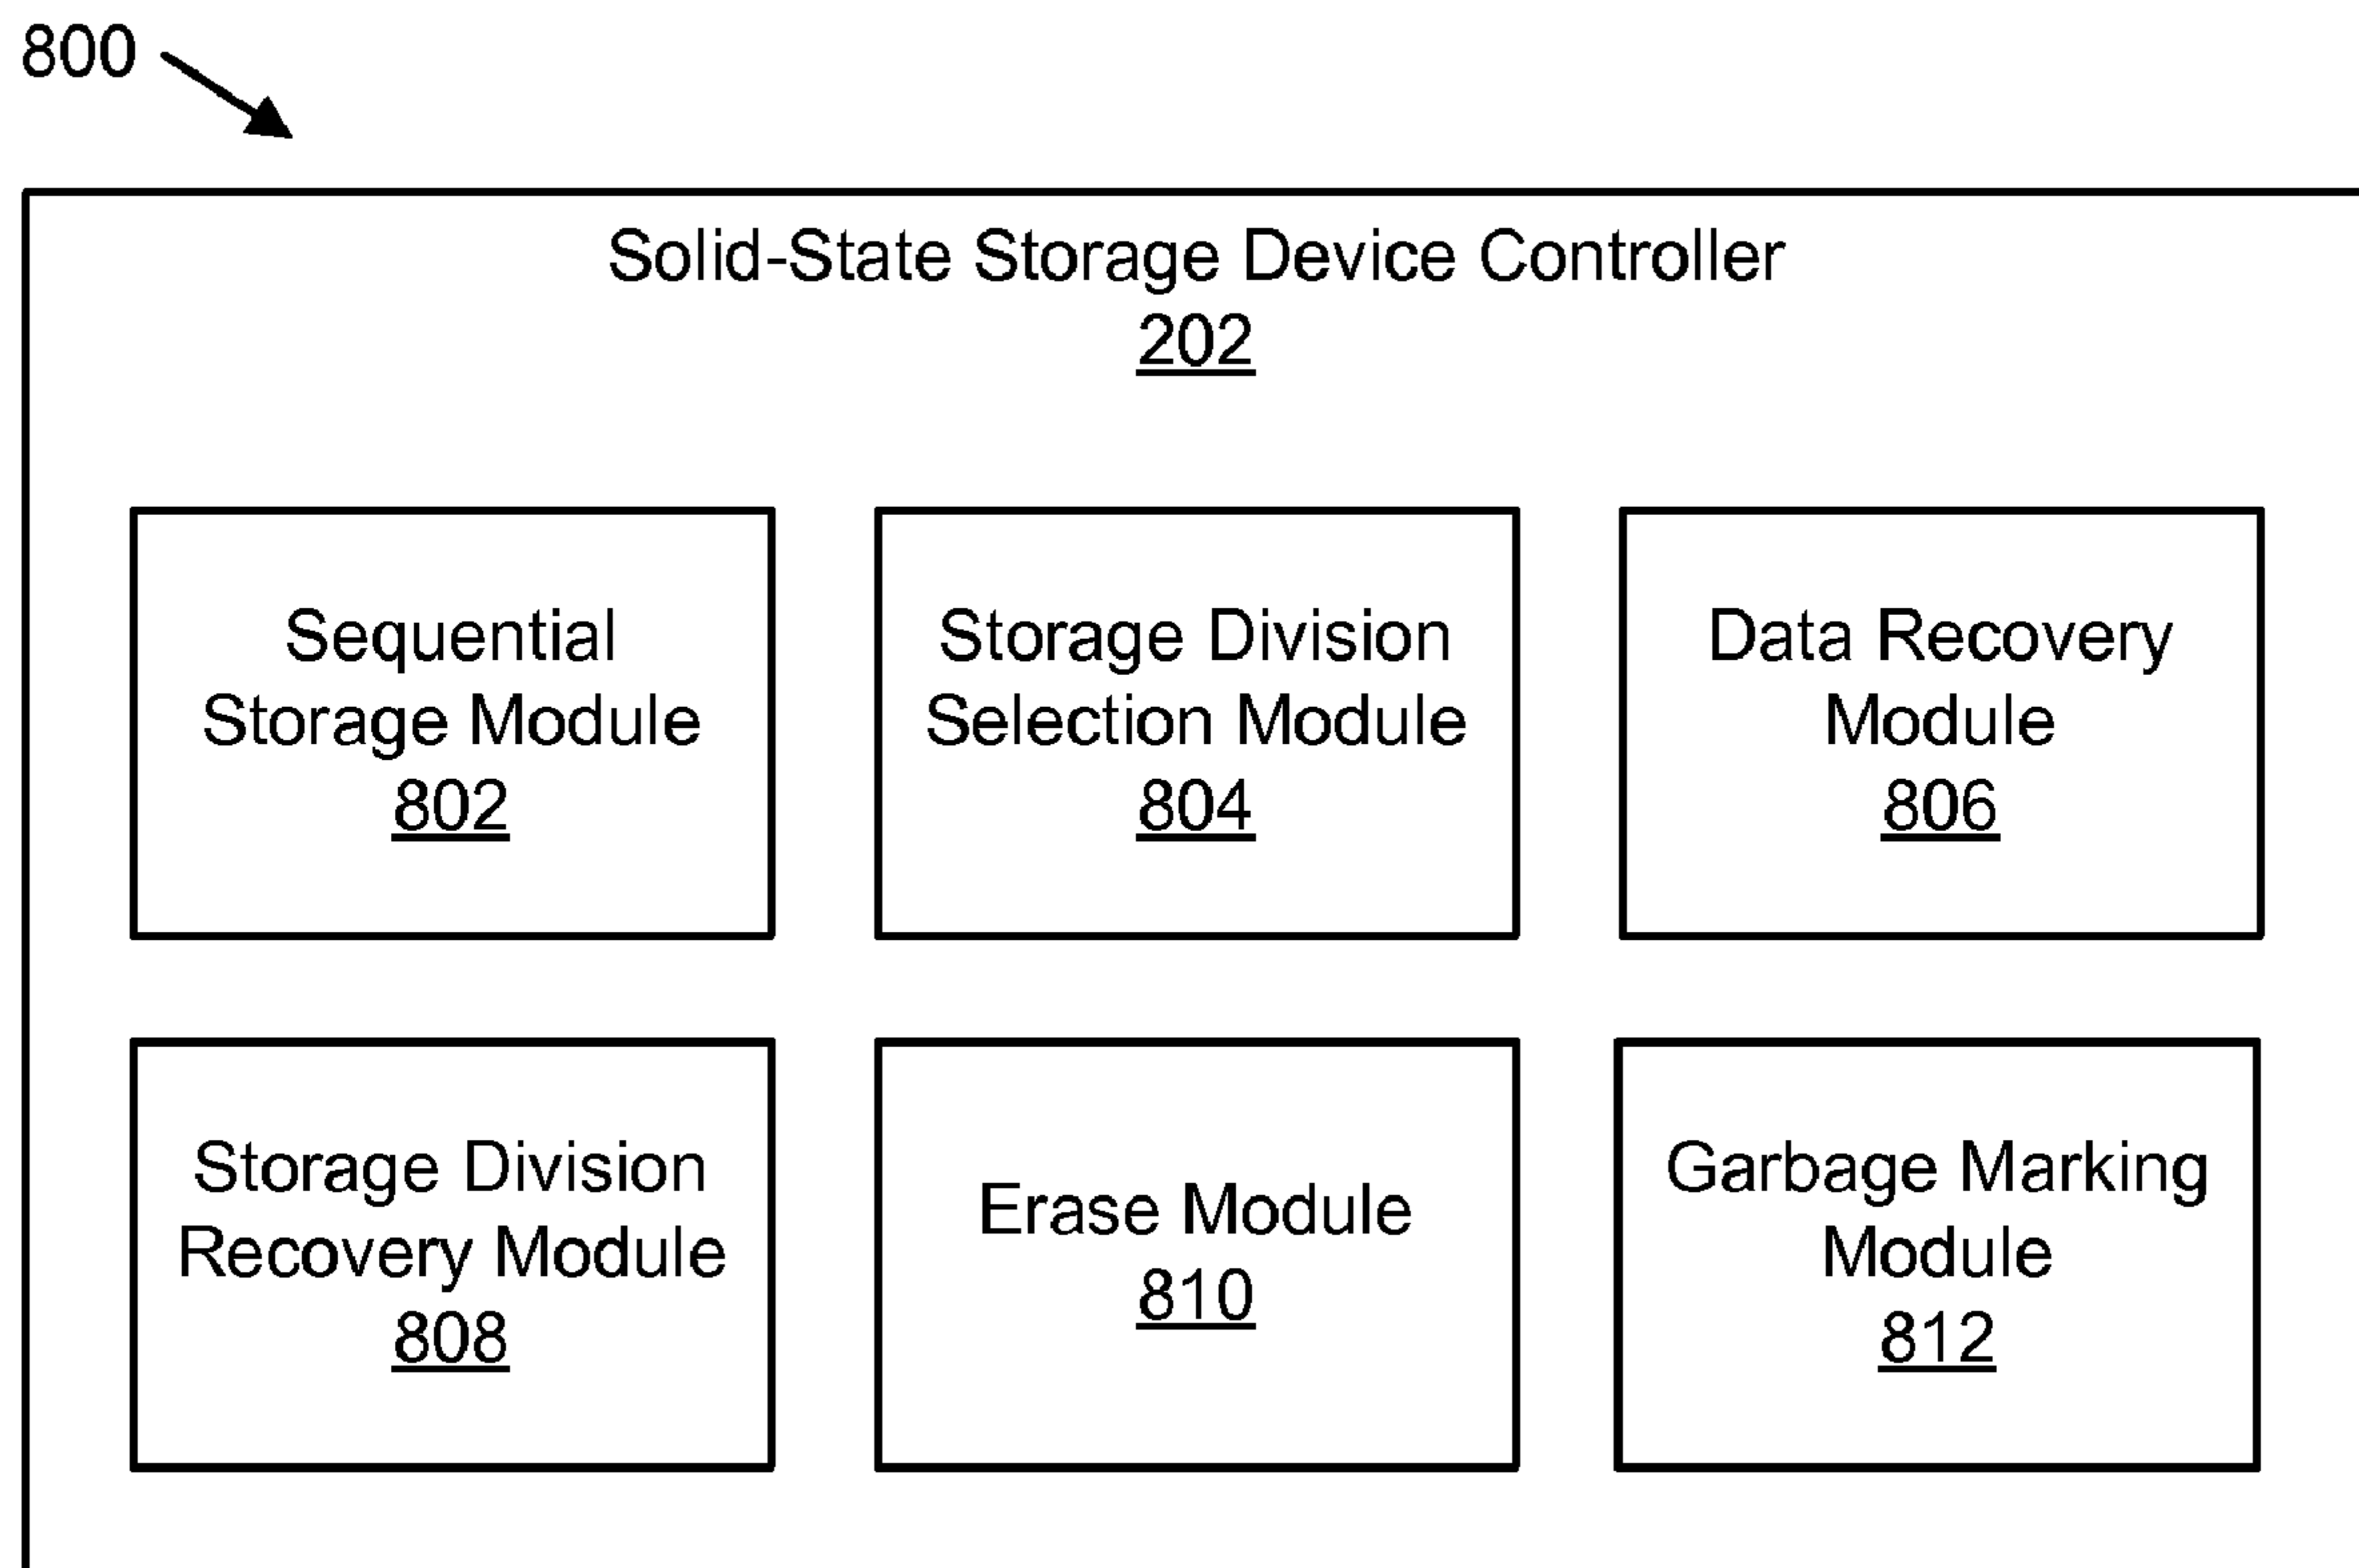 800
Solid-State Storage Device Controller
202
Sequential
Storage Module
802
Storage Division
Selection Module
804
Data Recovery
Module
806
Storage Division
Recovery Module
808
Erase Module
810
Garbage Marking
Module
812